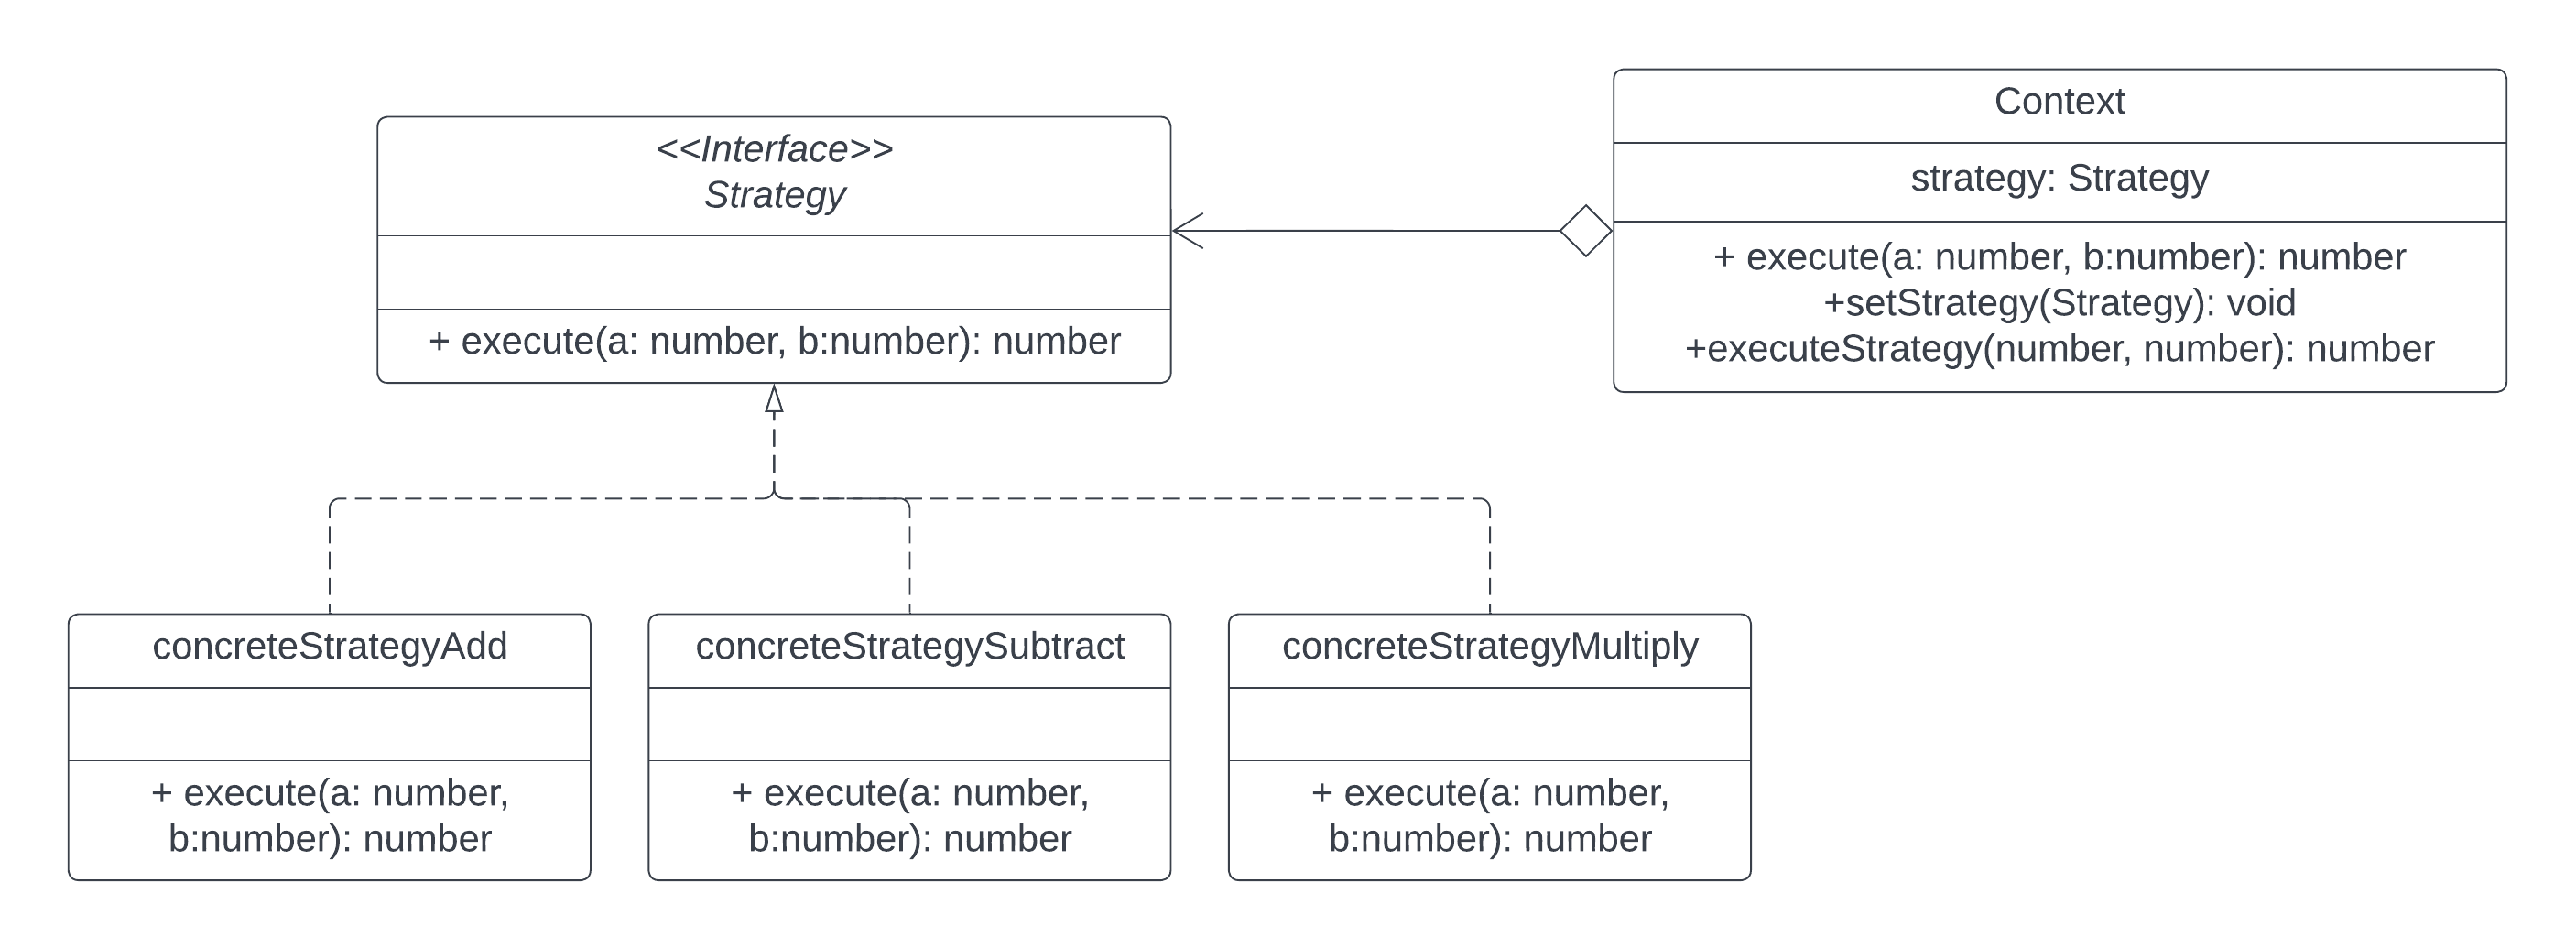 <<Interface>>
Strategy
+ execute(a: number, b:number): number
Context
strategy: Strategy
+ execute(a: number, b:number): number
+setStrategy(Strategy): void
+executeStrategy(number, number): number
concreteStrategyAdd
+ execute(a: number,
b:number): number
concreteStrategySubtract
+ execute(a: number,
b:number): number
concreteStrategyMultiply
+ execute(a: number,
b:number): number